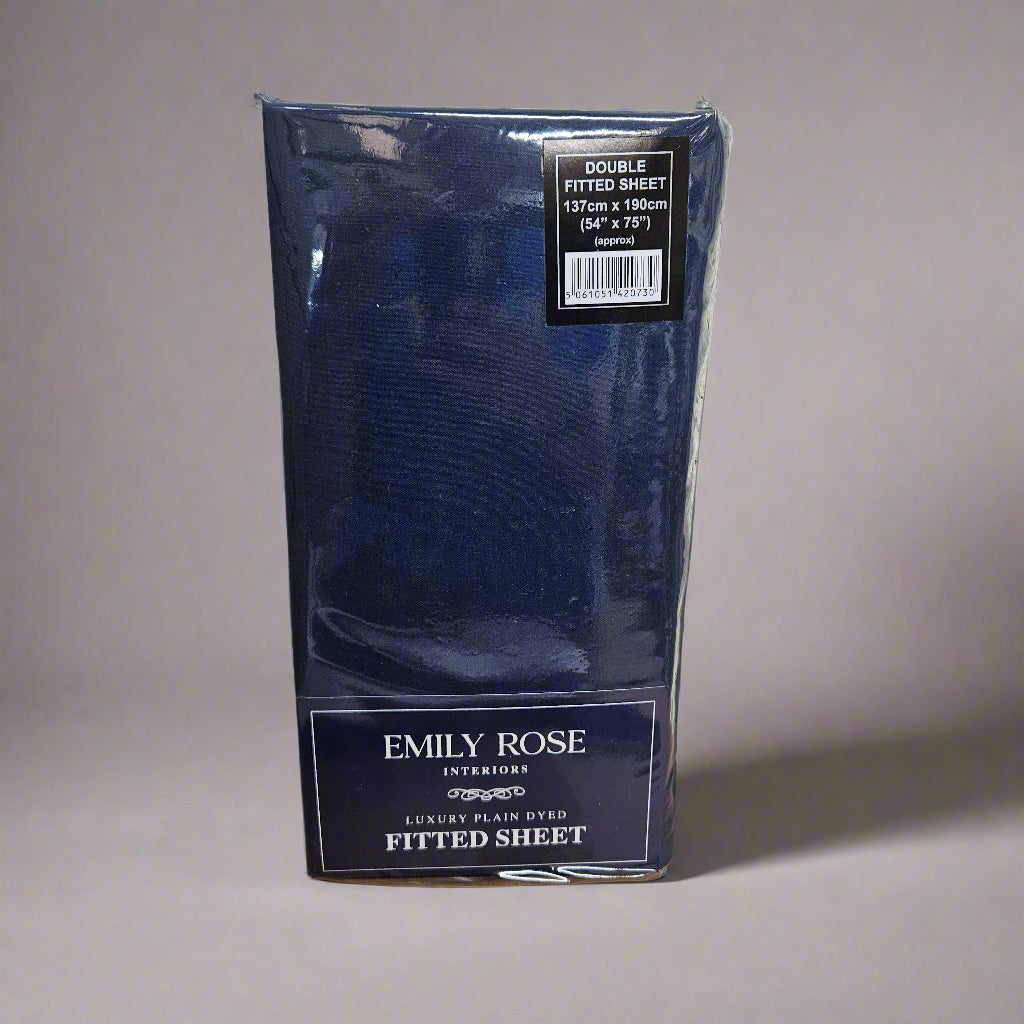 DOUBLE
FITTED SHEET
137cm x 190cm
(54” x 75”)
(approx)
5 061051 420730
EMILY ROSE
INTERIORS
LUXURY PLAIN DYED
FITTED SHEET